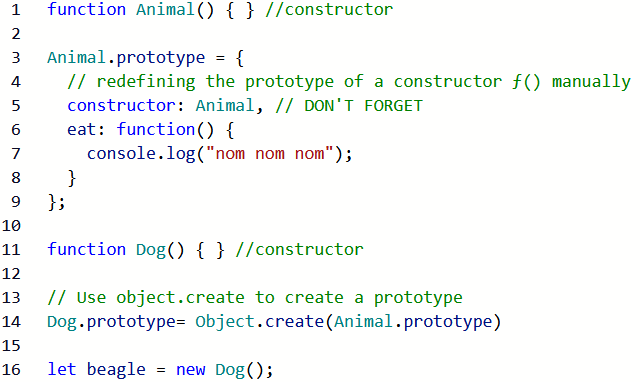 1 function Animal() { } //constructor
2
3 Animal.prototype = {
4 // redefining the prototype of a constructor ƒ() manually
5 constructor: Animal, // DON'T FORGET
6 eat: function() {
7 console.log("nom nom nom");
8 }
9 };
10
11 function Dog() { } //constructor
12
13 // Use object.create to create a prototype
14 Dog.prototype= Object.create(Animal.prototype)
15
16 let beagle = new Dog();